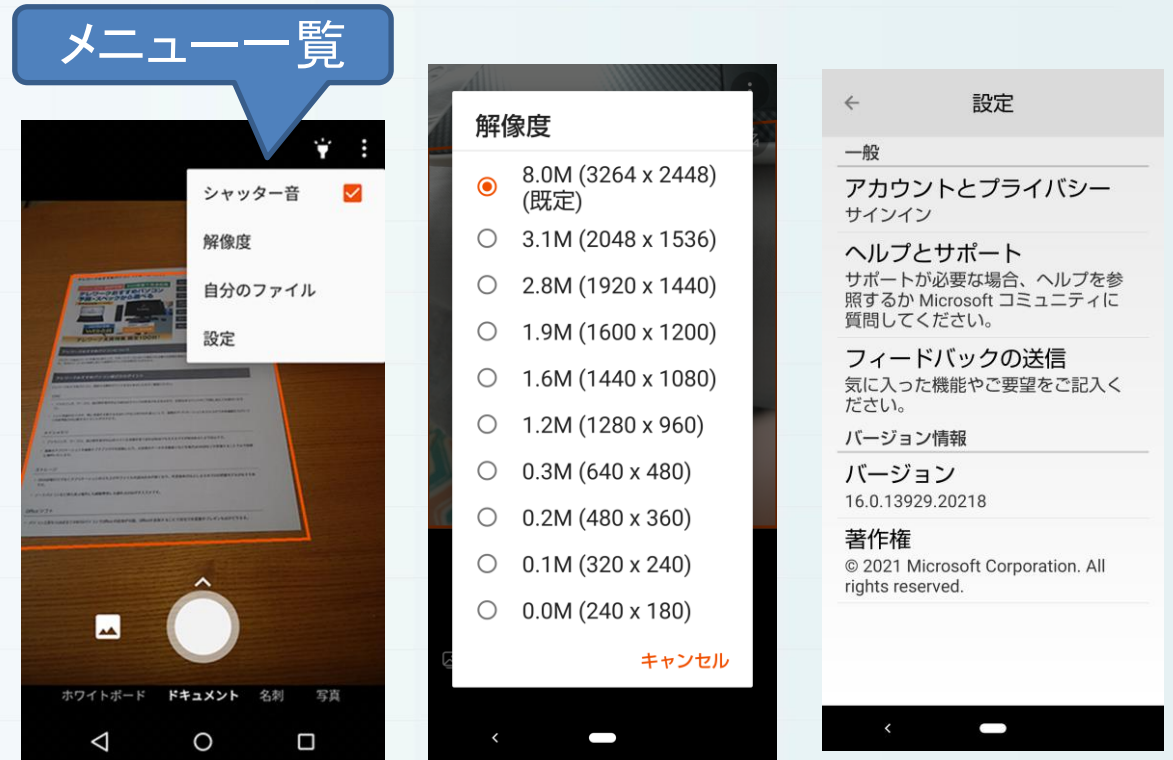 メニュー一覧
シャッター音
解像度
自分のファイル
設定
ホワイトボード ドキュメント 名刺 写真
解像度
8.0M (3264 x 2448)
(既定)
3.1M (2048 x 1536)
2.8M (1920 x 1440)
1.9M (1600 x 1200)
1.6M (1440 x 1080)
1.2M (1280 x 960)
0.3M (640 x 480)
0.2M (480 x 360)
0.1M (320 x 240)
0.0M (240 x 180)
キャンセル
設定
一般
アカウントとプライバシー
サインイン
ヘルプとサポート
サポートが必要な場合、ヘルプを参
照するか Microsoft コミュニティに
質問してください。
フィードバックの送信
気に入った機能やご要望をご記入く
ださい。
バージョン情報
バージョン
16.0.13929.20218
著作権
© 2021 Microsoft Corporation. All
rights reserved.